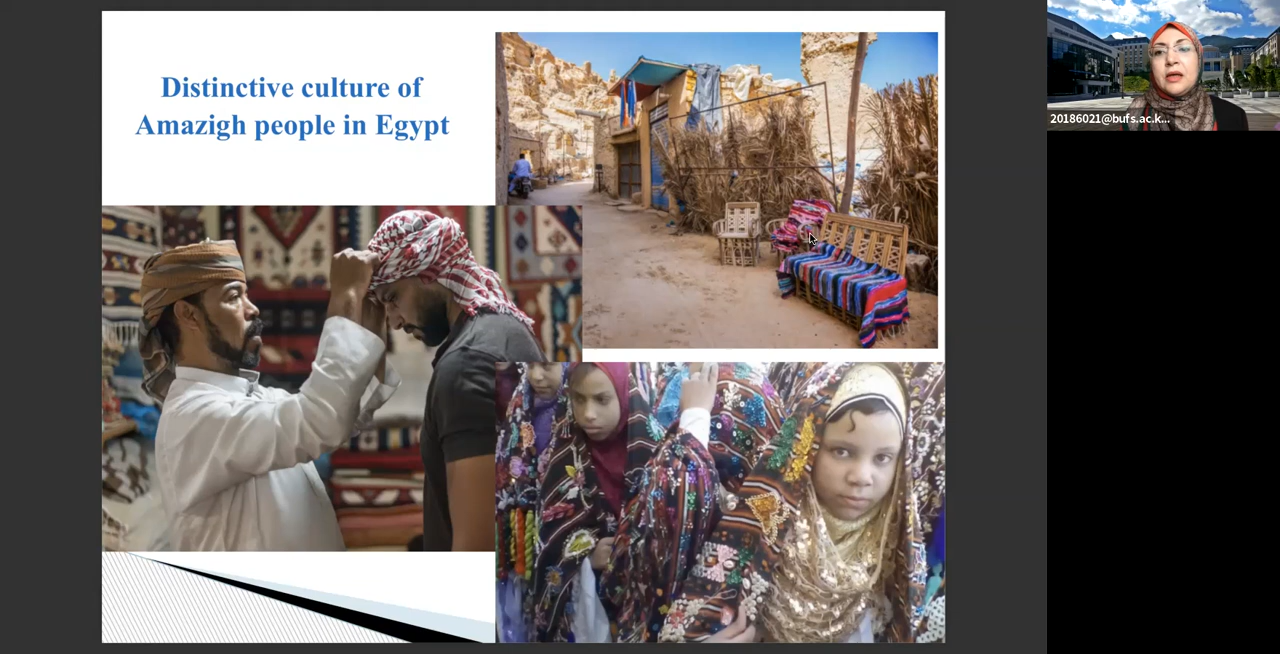 Distinctive culture of
Amazigh people in Egypt
20186021@bufs.ac.k...